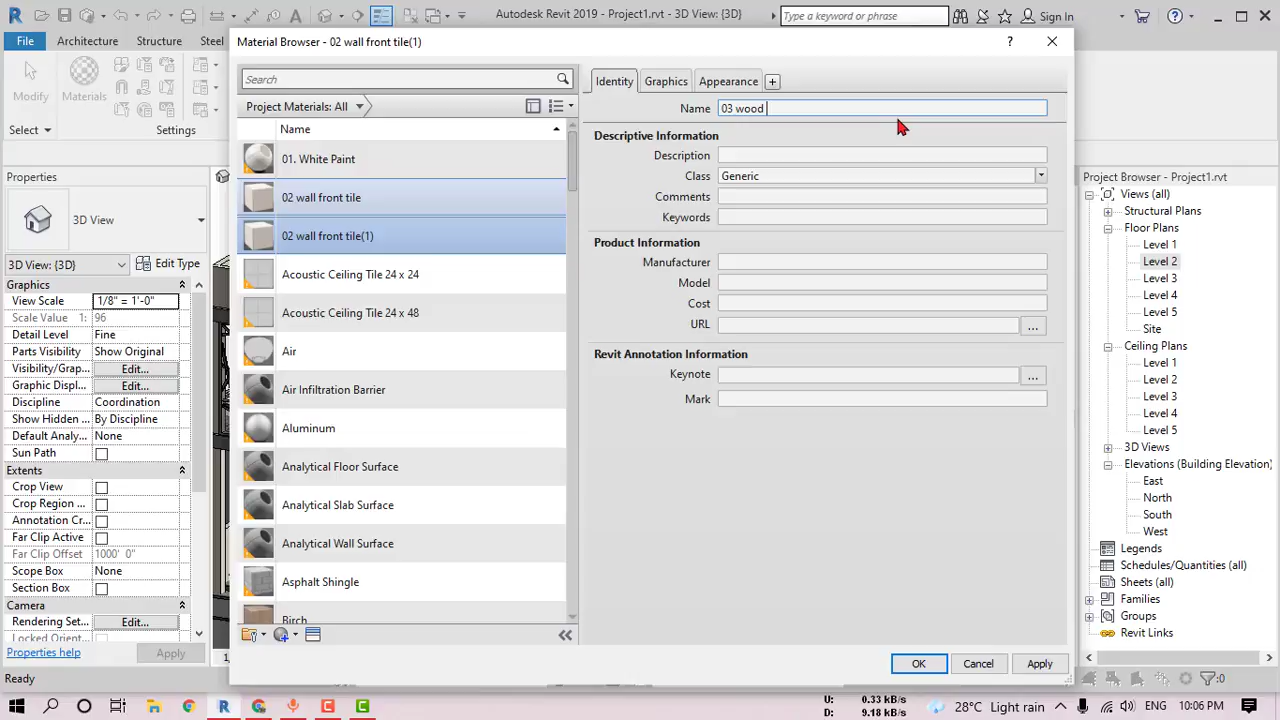 Autodesk Revit 2019 - Project1.rvt - 3D View: {3D}
Type a keyword or phrase
Sign In
File
Architecture
Structure
Steel
Modify
Materials
Select
Settings
Properties
3D View
3D View: {3D}
Edit Type
Graphics
View Scale 1/8" = 1'-0"
Scale Value 1: 96
Detail Level Fine
Parts Visibility Show Original
Visibility/Grap... Edit...
Graphic Displ... Edit...
Discipline Coordination
Show Hidden ... By Discipline
Default Analy... None
Sun Path
Extents
Crop View
Crop Region ...
Annotation Cr...
Far Clip Active
Far Clip Offset 1000' 0"
Scope Box None
Section Box
Camera
Rendering Set... Edit...
Locked Orient...
Properties help
Apply
Ready
Material Browser - 02 wall front tile(1)
?
Search
Project Materials: All
Name
01. White Paint
02 wall front tile
02 wall front tile(1)
Acoustic Ceiling Tile 24 x 24
Acoustic Ceiling Tile 24 x 48
Air
Air Infiltration Barrier
Aluminum
Analytical Floor Surface
Analytical Slab Surface
Analytical Wall Surface
Asphalt Shingle
Birch
Identity
Graphics
Appearance
Name 03 wood
Descriptive Information
Description
Class Generic
Comments
Keywords
Product Information
Manufacturer
Model
Cost
URL ...
Revit Annotation Information
Keynote ...
Mark
OK
Cancel
Apply
Project Browser - Project1.rvt
Views (all)
Structural Plans
Floor Plans
Level 1
Level 2
Level 3
Level 4
Level 5
Site
Ceiling Plans
Level 1
Level 2
Level 3
Level 4
Level 5
3D Views
Elevations (Building Elevation)
East
North
South
West
Legends
Schedules/Quantities (all)
Sheets (all)
Families
Groups
Revit Links
:0
U: 0.33 kB/s
D: 9.18 kB/s
28°C Light rain
10:06 PM